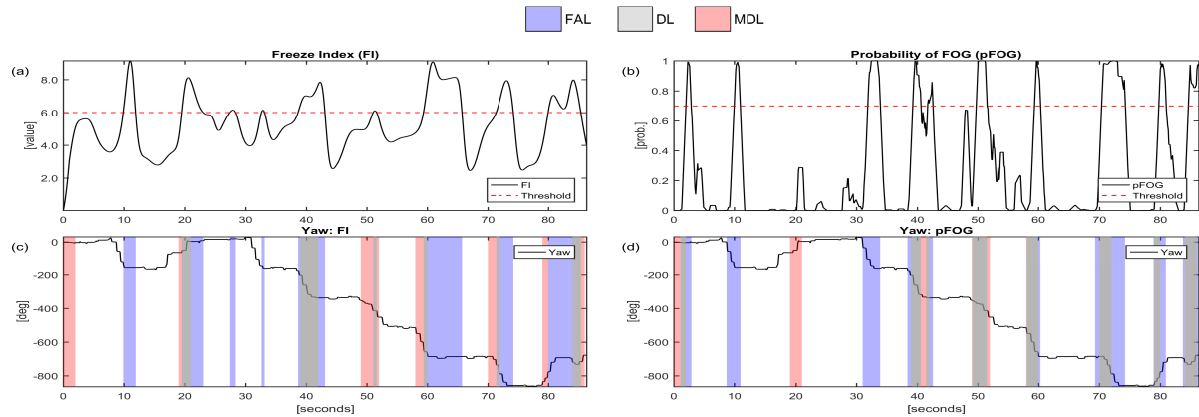 FAL DL MDL
Freeze Index (FI)
(a)
[value]
8.0
6.0
4.0
2.0
0
FI
Threshold
0 10 20 30 40 50 60 70 80
Probability of FOG (pFOG)
(b)
[prob.]
1
0.8
0.6
0.4
0.2
0
pFOG
Threshold
0 10 20 30 40 50 60 70 80
Yaw: FI
(c)
[deg]
0
-200
-400
-600
-800
Yaw
0 10 20 30 40 50 60 70 80
[seconds]
Yaw: pFOG
(d)
[deg]
0
-200
-400
-600
-800
Yaw
0 10 20 30 40 50 60 70 80
[seconds]